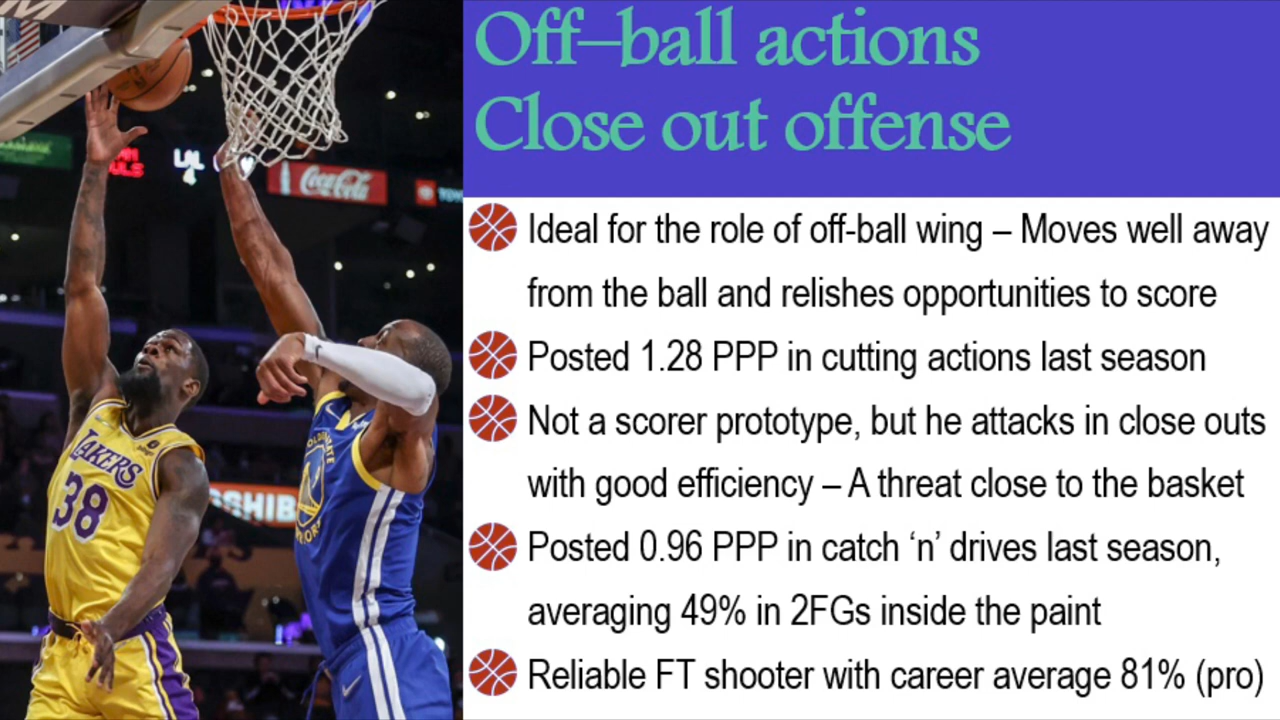 Off–ball actions
Close out offense
Ideal for the role of off-ball wing – Moves well away
from the ball and relishes opportunities to score
Posted 1.28 PPP in cutting actions last season
Not a scorer prototype, but he attacks in close outs
with good efficiency – A threat close to the basket
Posted 0.96 PPP in catch ‘n’ drives last season,
averaging 49% in 2FGs inside the paint
Reliable FT shooter with career average 81% (pro)
LAL
4
Coca-Cola
LAKERS
38